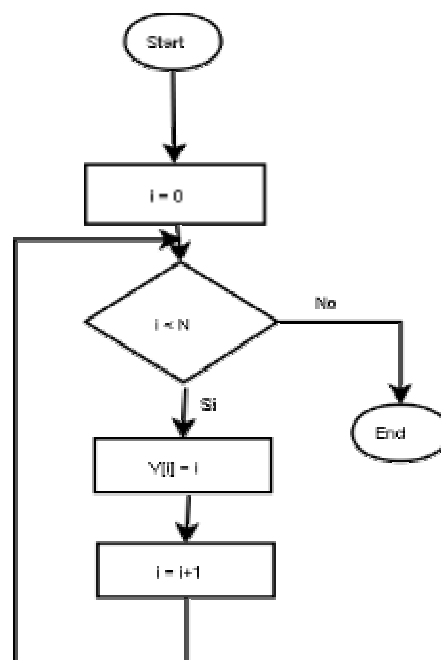 Start
i = 0
i < N
No
Si
End
V[i] = i
i = i+1